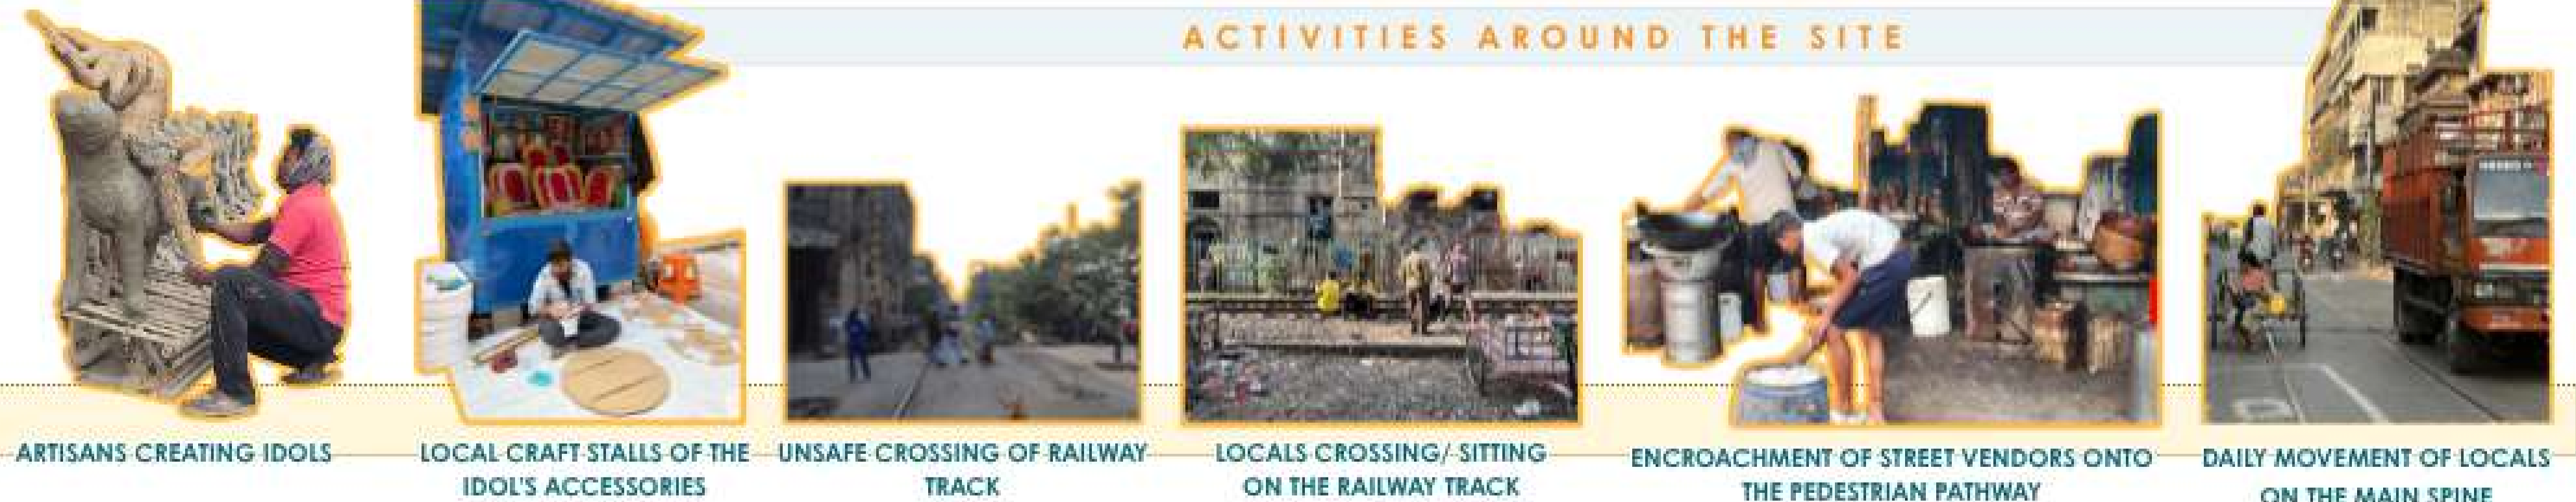 ACTIVITIES AROUND THE SITE
ARTISANS CREATING IDOLS
LOCAL CRAFT STALLS OF THE
IDOL'S ACCESSORIES
UNSAFE CROSSING OF RAILWAY
TRACK
LOCALS CROSSING/ SITTING
ON THE RAILWAY TRACK
ENCROACHMENT OF STREET VENDORS ONTO
THE PEDESTRIAN PATHWAY
DAILY MOVEMENT OF LOCALS
ON THE MAIN SPINE